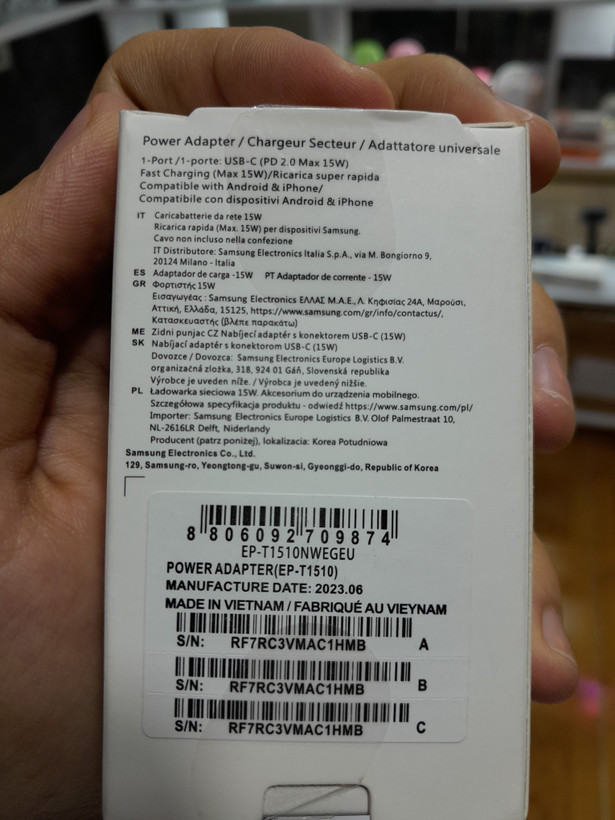 Power Adapter / Chargeur Secteur / Adattatore universale
1-Port /1-porte: USB-C (PD 2.0 Max 15W)
Fast Charging (Max 15W)/Ricarica super rapida
Compatible with Android & iPhone/
Compatibile con dispositivi Android & iPhone
IT Caricabatterie da rete 15W
Ricarica rapida (Max. 15W) per dispositivi Samsung.
Cavo non incluso nella confezione
IT Distributore: Samsung Electronics Italia S.p.A., via M. Bongiorno 9,
20124 Milano - Italia
ES Adaptador de carga -15W PT Adaptador de corrente - 15W
GR Φορτιστής 15W
Εισαγωγέας : Samsung Electronics ΕΛΛΑΣ Μ.Α.Ε., Λ. Κηφισίας 24Α, Μαρούσι,
Αττική, Ελλάδα, 15125, https://www.samsung.com/gr/info/contactus/,
Κατασκευαστής (βλέπε παρακάτω)
ME Zidni punjac CZ Nabíjecí adaptér s konektorem USB-C (15W)
SK Nabíjací adaptér s konektorom USB-C (15W)
Dovozce / Dovozca: Samsung Electronics Europe Logistics B.V.
organizačná zložka, 318, 924 01 Gáň, Slovenská republika
Výrobce je uveden níže. / Výrobca je uvedený nižšie.
PL Ładowarka sieciowa 15W. Akcesorium do urządzenia mobilnego.
Szczegółowa specyfikacja produktu - odwiedź https://www.samsung.com/pl/
Importer: Samsung Electronics Europe Logistics B.V. Olof Palmestraat 10,
NL-2616LR Delft, Niderlandy
Producent (patrz poniżej), lokalizacia: Korea Potudniowa
Samsung Electronics Co., Ltd.
129, Samsung-ro, Yeongtong-gu, Suwon-si, Gyeonggi-do, Republic of Korea
8 806092 709874
EP-T1510NWEGEU
POWER ADAPTER(EP-T1510)
MANUFACTURE DATE: 2023.06
MADE IN VIETNAM / FABRIQUÉ AU VIEYNAM
S/N: RF7RC3VMAC1HMB A
S/N: RF7RC3VMAC1HMB B
S/N: RF7RC3VMAC1HMB C